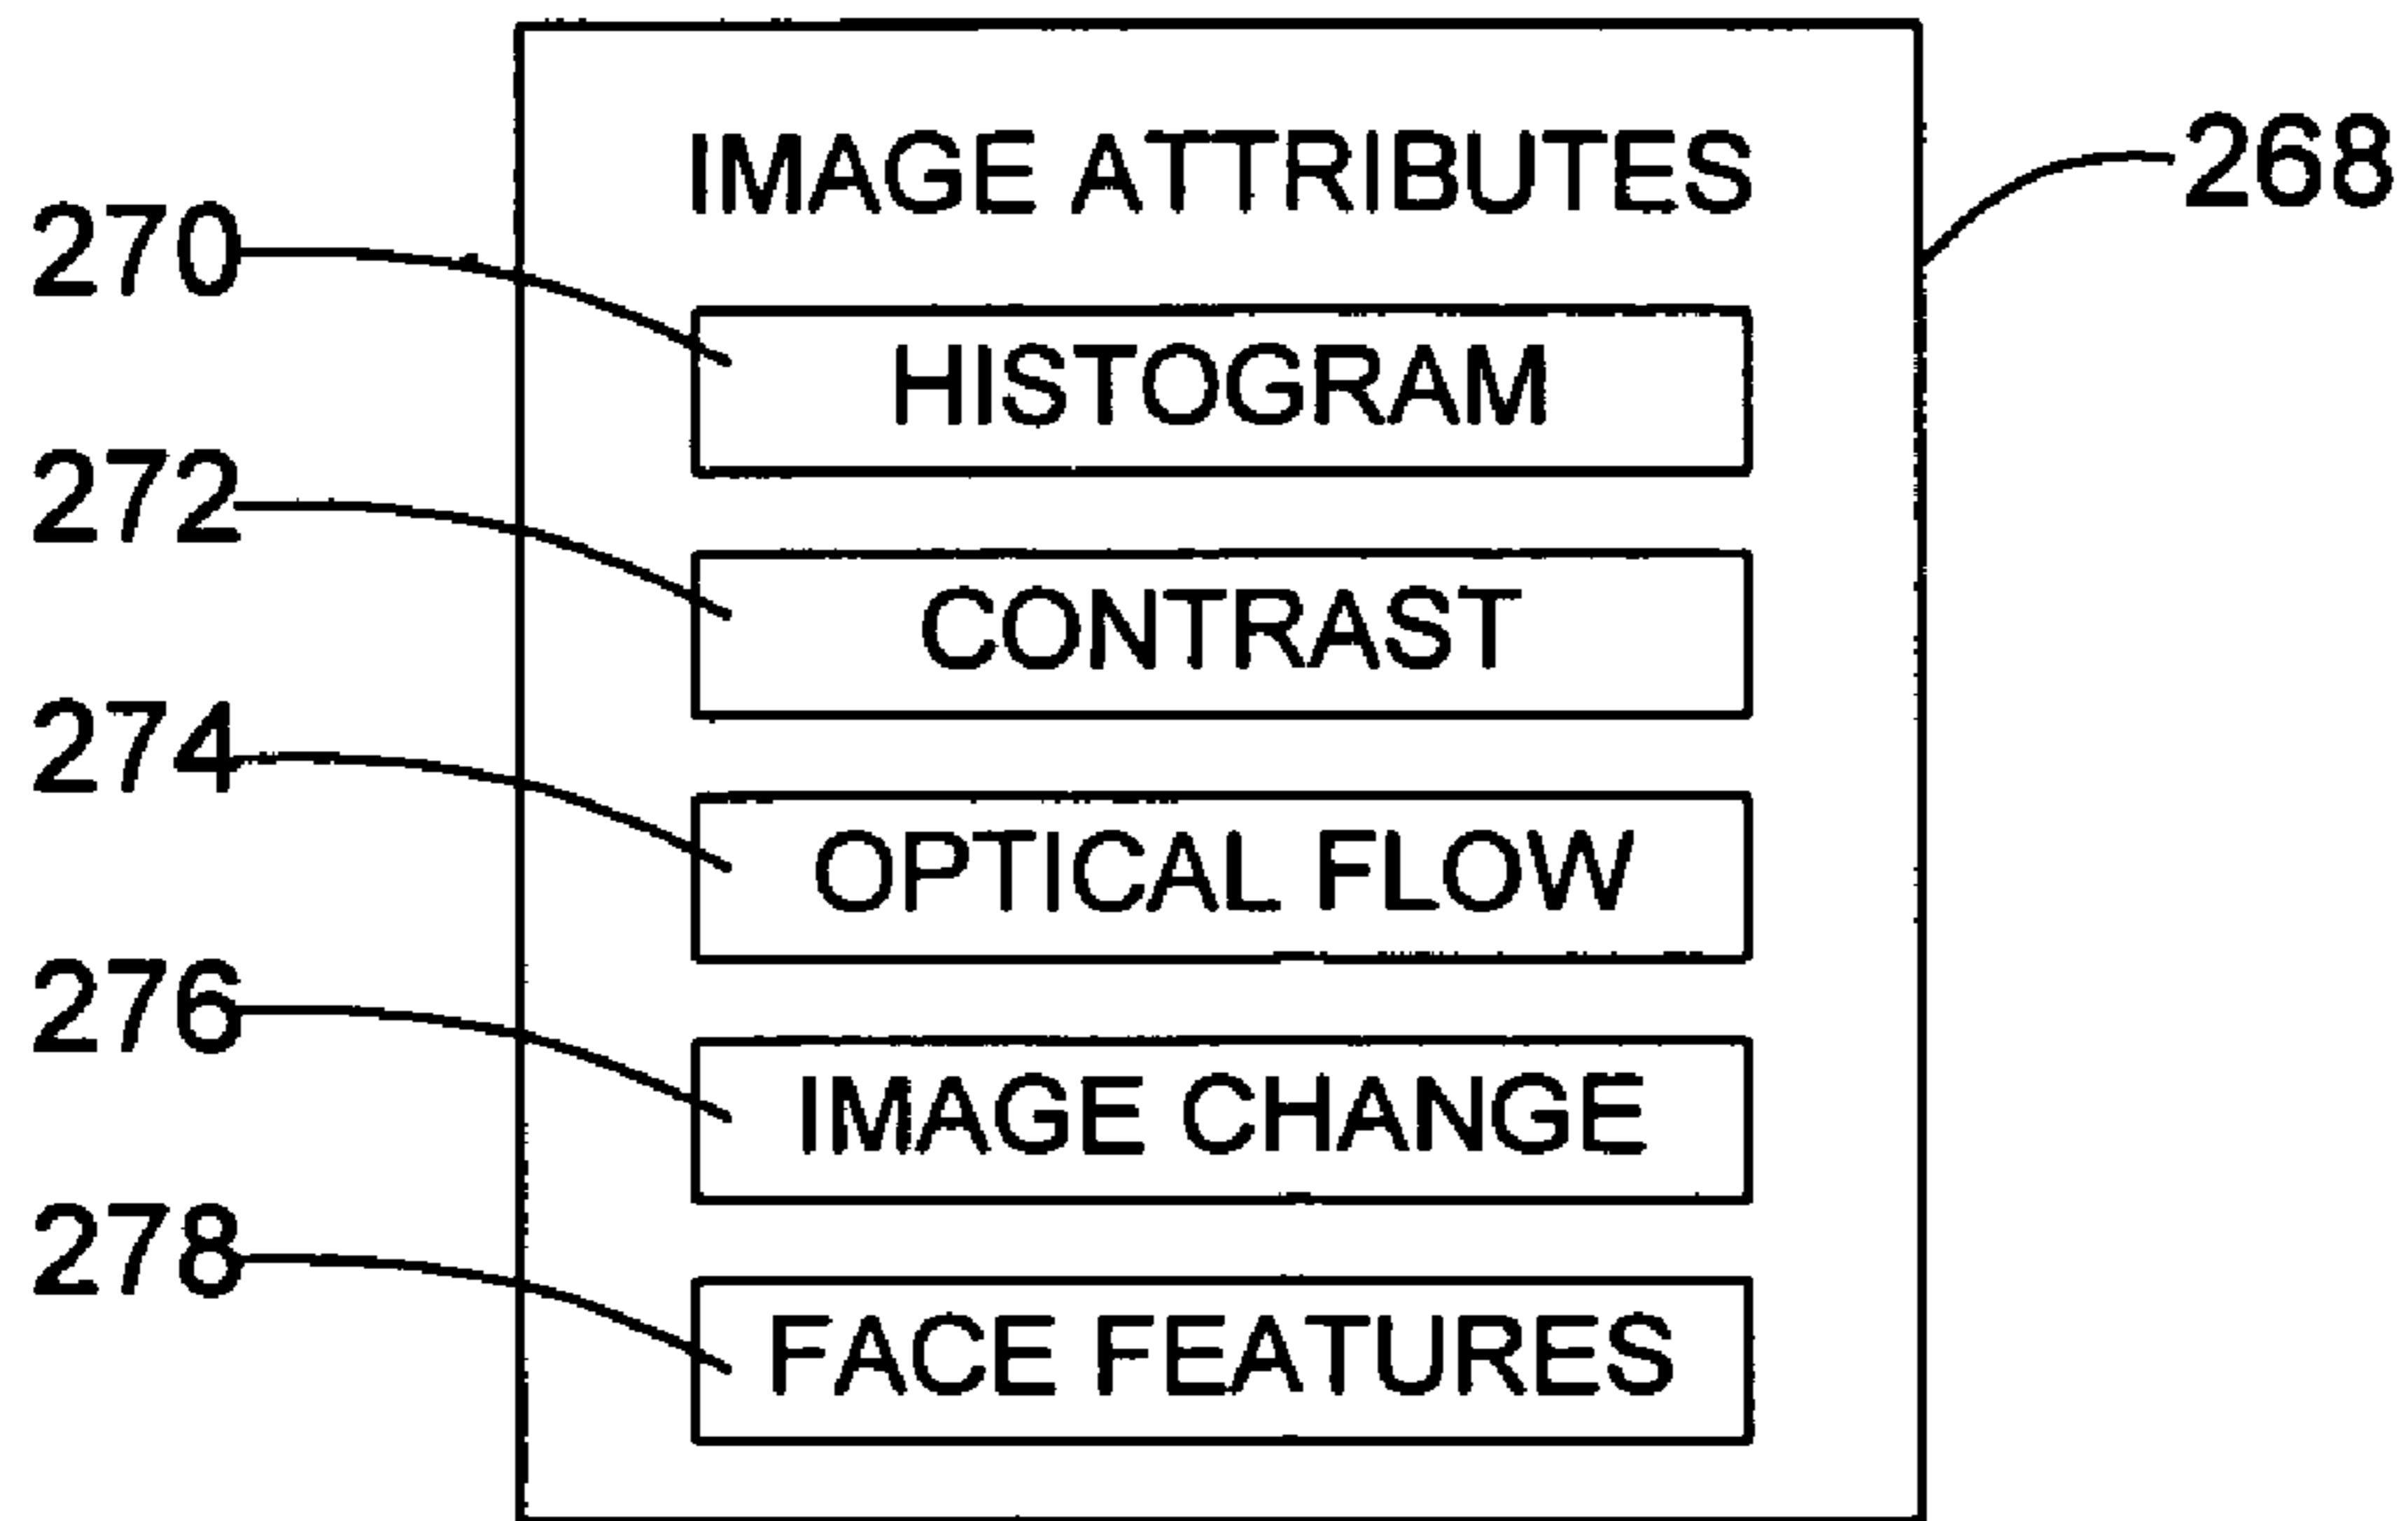 IMAGE ATTRIBUTES
268
270
HISTOGRAM
272
CONTRAST
274
OPTICAL FLOW
276
IMAGE CHANGE
278
FACE FEATURES